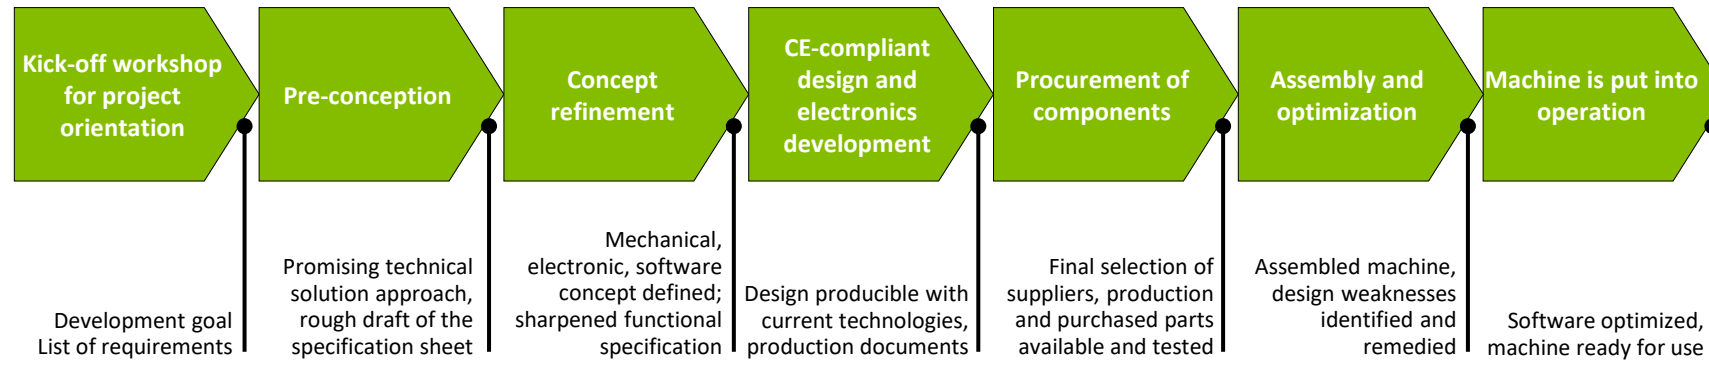 Kick-off workshop
for project
orientation
Pre-conception
Concept
refinement
CE-compliant
design and
electronics
development
Procurement of
components
Assembly and
optimization
Machine is put into
operation
Development goal
List of requirements
Promising technical
solution approach,
rough draft of the
specification sheet
Mechanical,
electronic, software
concept defined;
sharpened functional
specification
Design producible with
current technologies,
production documents
Final selection of
suppliers, production
and purchased parts
available and tested
Assembled machine,
design weaknesses
identified and
remedied
Software optimized,
machine ready for use